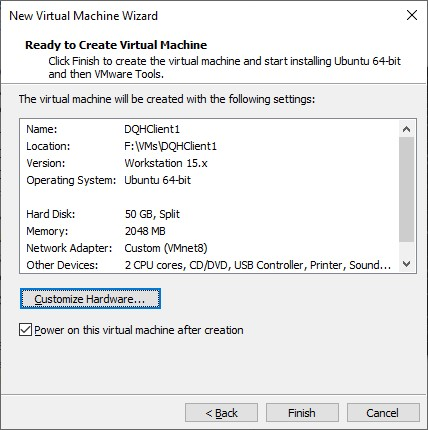 New Virtual Machine Wizard
Ready to Create Virtual Machine
Click Finish to create the virtual machine and start installing Ubuntu 64-bit
and then VMware Tools.
The virtual machine will be created with the following settings:
Name: DQHClient1
Location: F:\VMs\DQHClient1
Version: Workstation 15.x
Operating System: Ubuntu 64-bit
Hard Disk: 50 GB, Split
Memory: 2048 MB
Network Adapter: Custom (VMnet8)
Other Devices: 2 CPU cores, CD/DVD, USB Controller, Printer, Sound...
Customize Hardware...
Power on this virtual machine after creation
< Back Finish Cancel